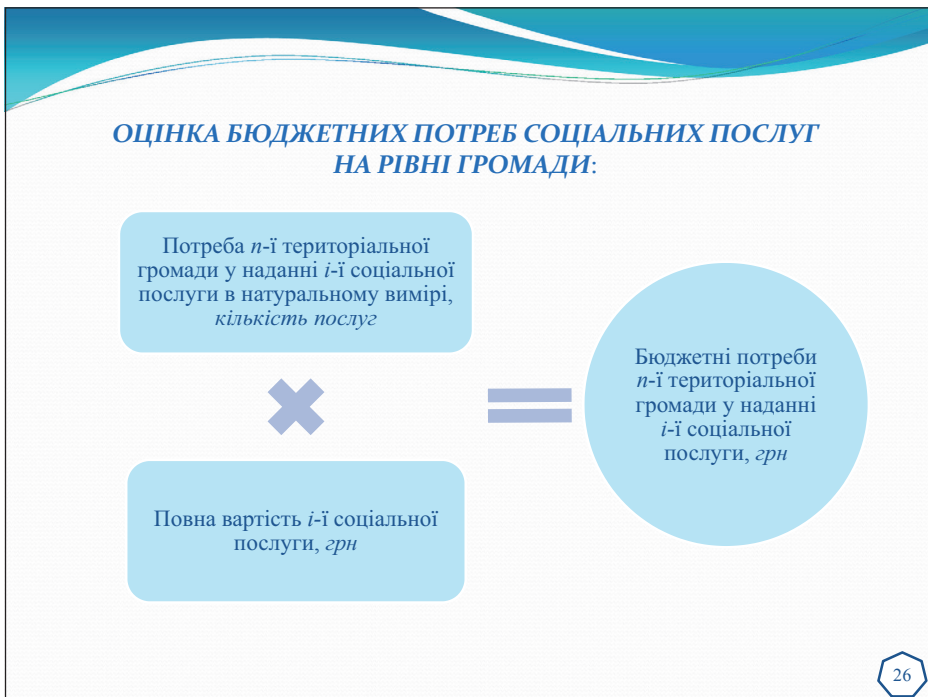 ОЦІНКА БЮДЖЕТНИХ ПОТРЕБ СОЦІАЛЬНИХ ПОСЛУГ
НА РІВНІ ГРОМАДИ:
Потреба n-ї територіальної
громади у наданні i-ї соціальної
послуги в натуральному вимірі,
кількість послуг
Повна вартість i-ї соціальної
послуги, грн
Бюджетні потреби
n-ї територіальної
громади у наданні
i-ї соціальної
послуги, грн
26